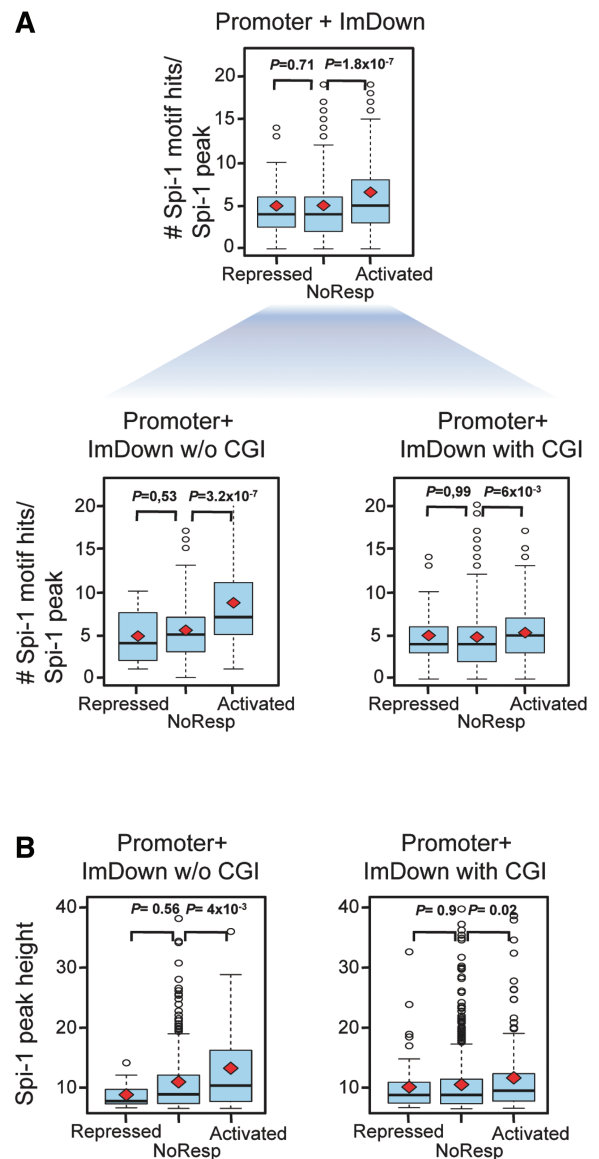 A
Promoter + ImDown
P=0.71 P=1.8x10⁻⁷
# Spi-1 motif hits/
Spi-1 peak
20
15
10
5
0
Repressed Activated
NoResp
Promoter+
ImDown w/o CGI
P=0,53 P=3.2x10⁻⁷
# Spi-1 motif hits/
Spi-1 peak
20
15
10
5
0
Repressed Activated
NoResp
Promoter+
ImDown with CGI
P=0,99 P=6x10⁻³
20
15
10
5
0
Repressed Activated
NoResp
B
Promoter+
ImDown w/o CGI
P= 0.56 P= 4x10⁻³
Spi-1 peak height
40
30
20
10
Repressed Activated
NoResp
Promoter+
ImDown with CGI
P= 0.9 P= 0.02
40
30
20
10
Repressed Activated
NoResp